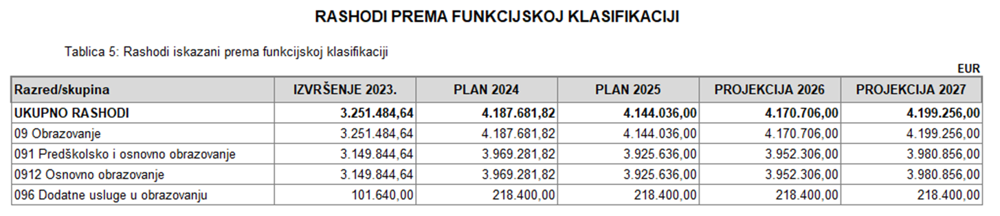 RASHODI PREMA FUNKCIJSKOJ KLASIFIKACIJI
Tablica 5: Rashodi iskazani prema funkcijskoj klasifikaciji
EUR
Razred/skupina IZVRŠENJE 2023. PLAN 2024 PLAN 2025 PROJEKCIJA 2026 PROJEKCIJA 2027
UKUPNO RASHODI 3.251.484,64 4.187.681,82 4.144.036,00 4.170.706,00 4.199.256,00
09 Obrazovanje 3.251.484,64 4.187.681,82 4.144.036,00 4.170.706,00 4.199.256,00
091 Predškolsko i osnovno obrazovanje 3.149.844,64 3.969.281,82 3.925.636,00 3.952.306,00 3.980.856,00
0912 Osnovno obrazovanje 3.149.844,64 3.969.281,82 3.925.636,00 3.952.306,00 3.980.856,00
096 Dodatne usluge u obrazovanju 101.640,00 218.400,00 218.400,00 218.400,00 218.400,00